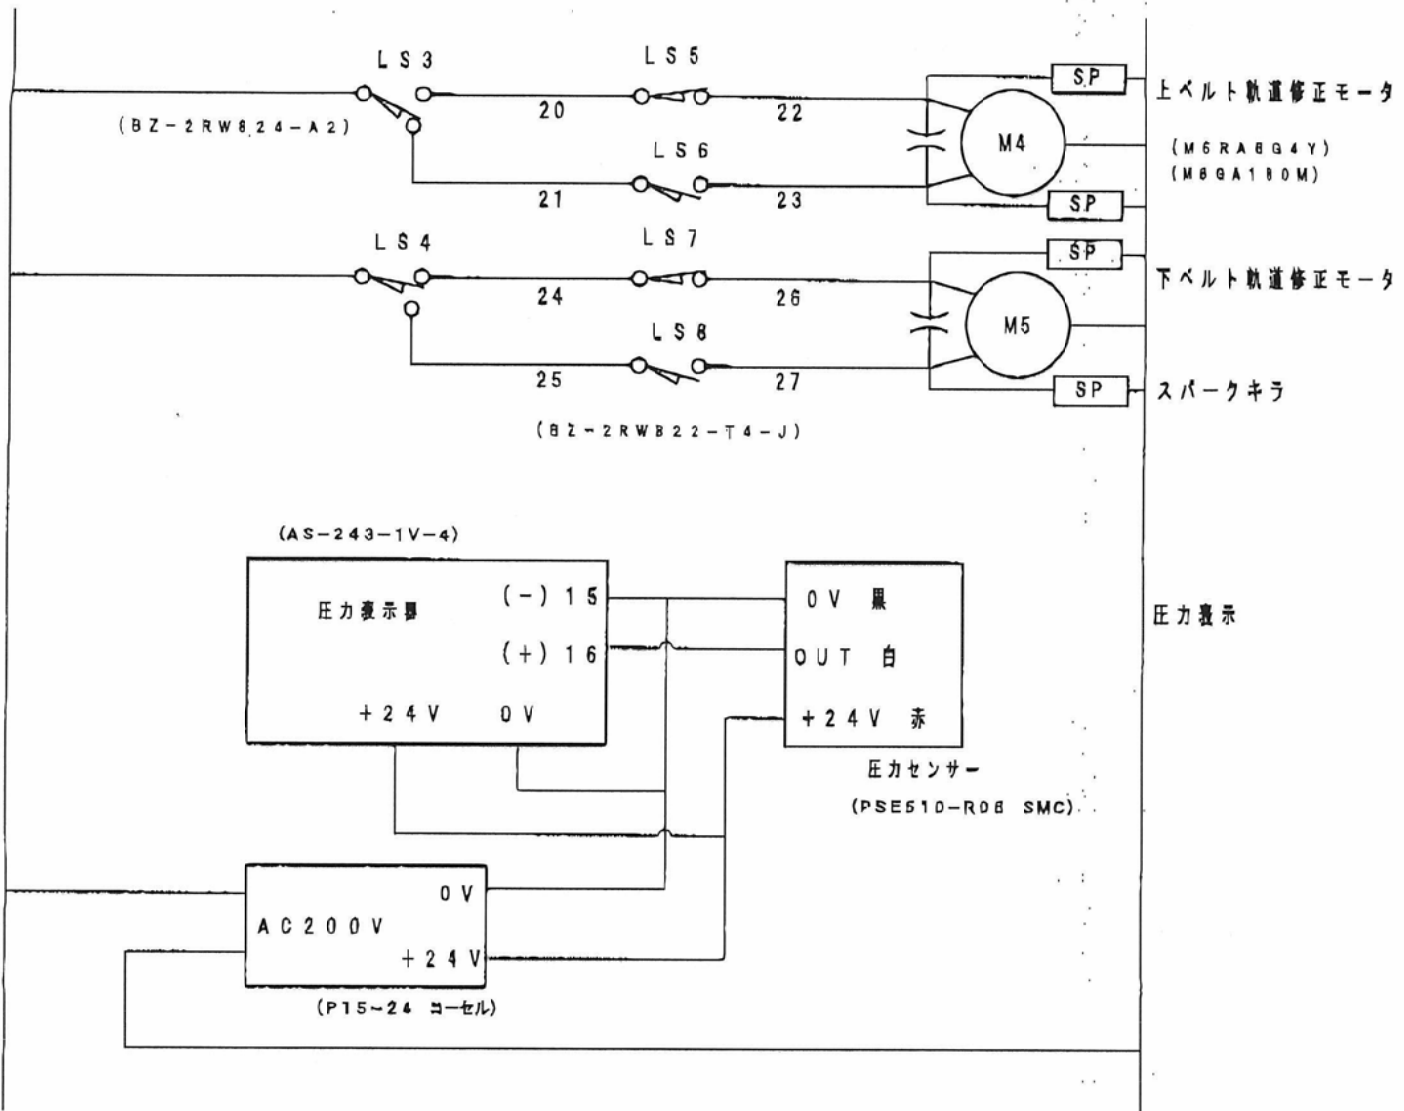 LS3
LS5
(BZ-2RW824-A2)
20
22
SP
上ベルト軌道修正モータ
M4
(M6RA6G4Y)
(M6GA180M)
LS6
21
23
SP
LS4
LS7
SP
下ベルト軌道修正モータ
24
26
M5
LS8
25
27
SP
スパークキラ
(BZ-2RW822-T4-J)
(AS-243-1V-4)
圧力表示器
(-)15
(+)16
+24V 0V
0V 黒
OUT 白
+24V 赤
圧力表示
圧力センサー
(PSE510-R06 SMC)
0V
AC200V
+24V
(P15-24 コーセル)